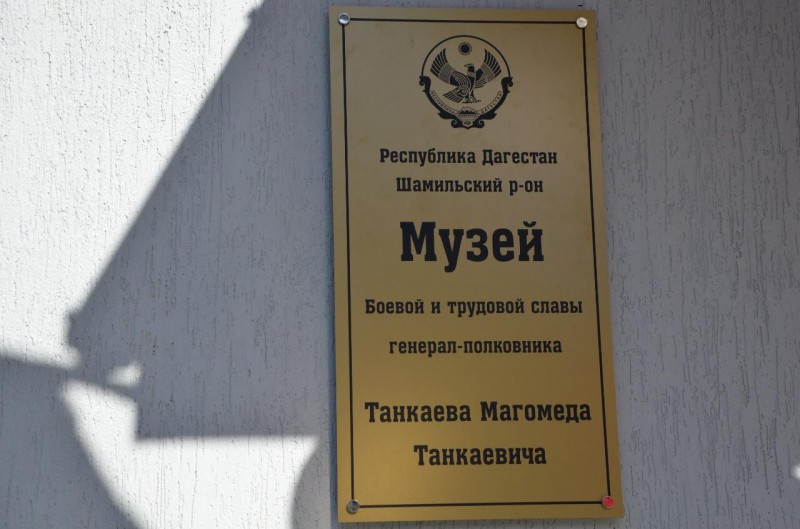 Республика Дагестан
Шамильский р-он
Музей
Боевой и трудовой славы
генерал-полковника
Танкаева Магомеда
Танкаевича